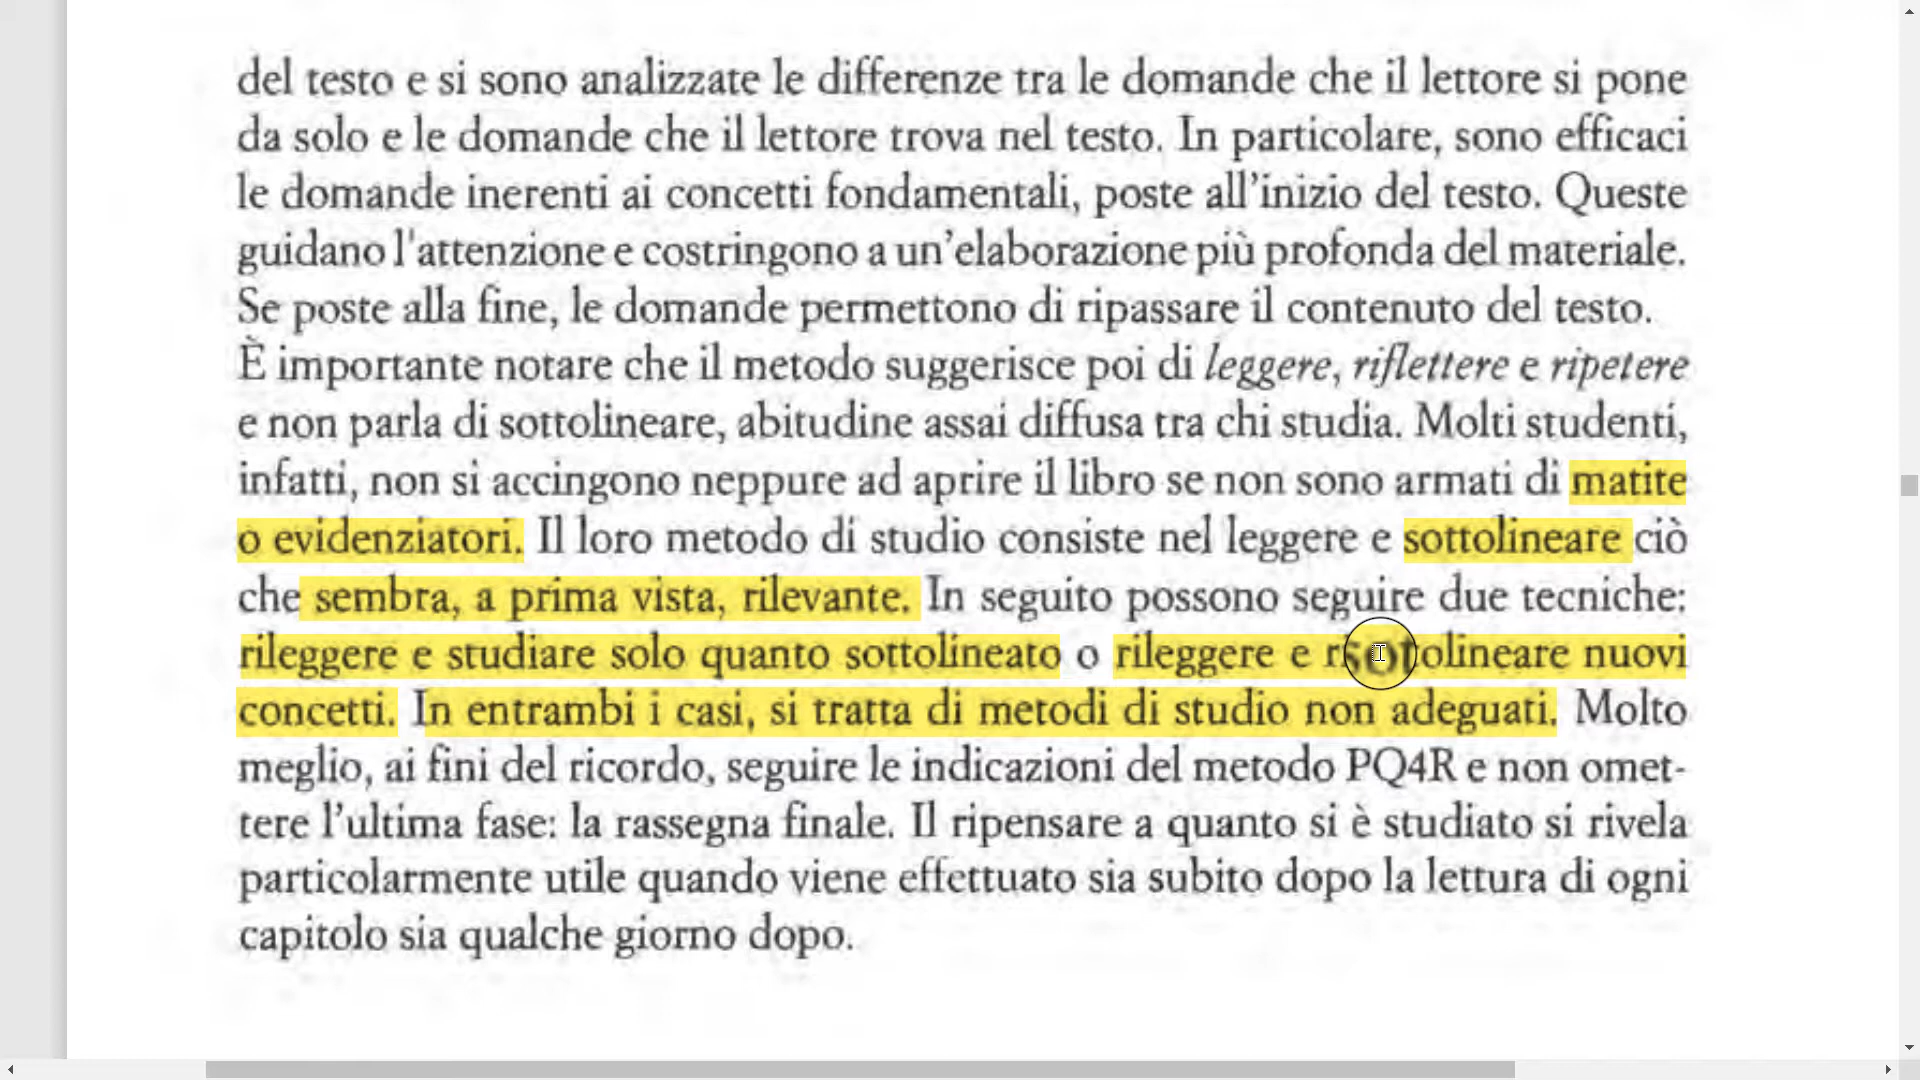 del testo e si sono analizzate le differenze tra le domande che il lettore si pone
da solo e le domande che il lettore trova nel testo. In particolare, sono efficaci
le domande inerenti ai concetti fondamentali, poste all’inizio del testo. Queste
guidano l'attenzione e costringono a un’elaborazione più profonda del materiale.
Se poste alla fine, le domande permettono di ripassare il contenuto del testo.
È importante notare che il metodo suggerisce poi di leggere, riflettere e ripetere
e non parla di sottolineare, abitudine assai diffusa tra chi studia. Molti studenti,
infatti, non si accingono neppure ad aprire il libro se non sono armati di matite
o evidenziatori. Il loro metodo di studio consiste nel leggere e sottolineare ciò
che sembra, a prima vista, rilevante. In seguito possono seguire due tecniche:
rileggere e studiare solo quanto sottolineato o rileggere e risottolineare nuovi
concetti. In entrambi i casi, si tratta di metodi di studio non adeguati. Molto
meglio, ai fini del ricordo, seguire le indicazioni del metodo PQ4R e non omet-
tere l’ultima fase: la rassegna finale. Il ripensare a quanto si è studiato si rivela
particolarmente utile quando viene effettuato sia subito dopo la lettura di ogni
capitolo sia qualche giorno dopo.